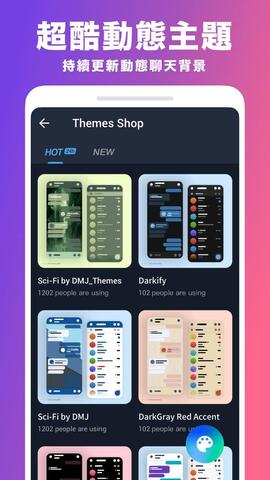 超酷動態主題
持續更新動態聊天背景
Themes Shop
HOT 24h NEW
Sci-Fi by DMJ_Themes Darkify
1202 people are using 102 people are using
Sci-Fi by DMJ DarkGray Red Accent
1202 people are using 102 people are using